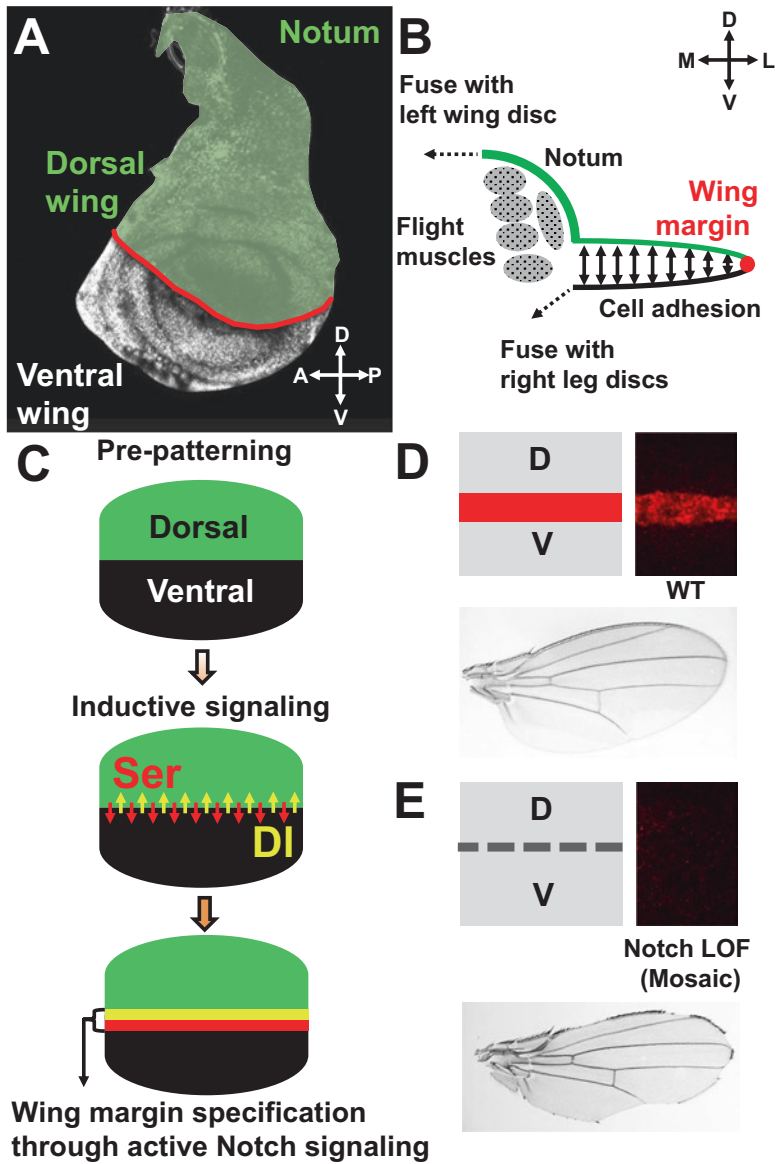 A
Notum
Dorsal
wing
Ventral
wing
D
A
P
V
B
D
M
L
V
Fuse with
left wing disc
Notum
Wing
margin
Flight
muscles
Cell adhesion
Fuse with
right leg discs
C
Pre-patterning
Dorsal
Ventral
Inductive signaling
Ser
Dl
Wing margin specification
through active Notch signaling
D
D
V
WT
E
D
V
Notch LOF
(Mosaic)